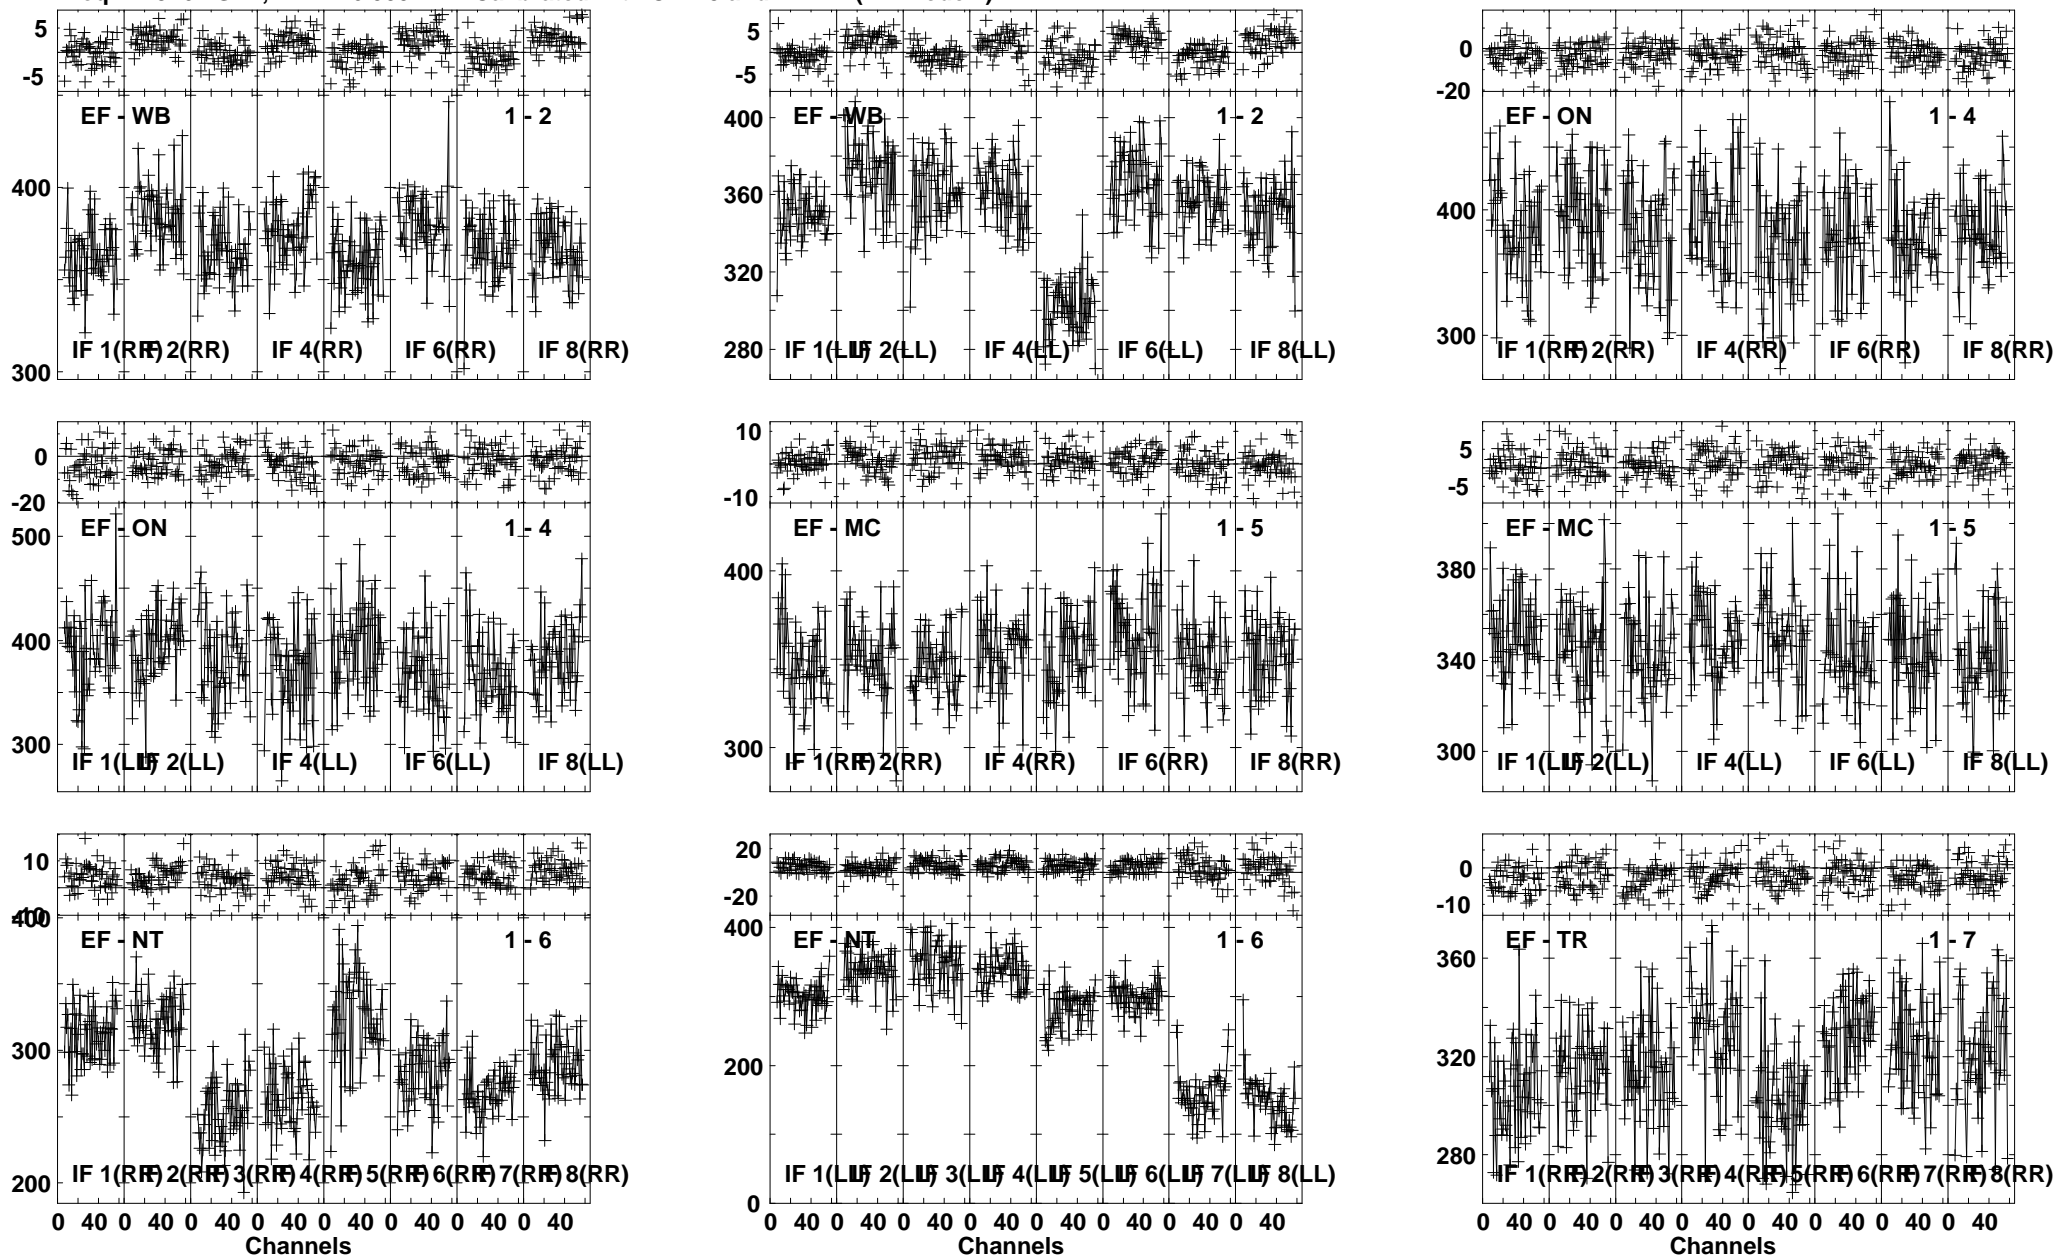 5
-5
EF - WB
1 - 2
400
300
IF 1(RR)
IF 2(RR)
IF 4(RR)
IF 6(RR)
IF 8(RR)
5
-5
EF - WB
1 - 2
400
360
320
280
IF 1(LL)
IF 2(LL)
IF 4(LL)
IF 6(LL)
IF 8(LL)
0
-20
EF - ON
1 - 4
400
300
IF 1(RR)
IF 2(RR)
IF 4(RR)
IF 6(RR)
IF 8(RR)
0
-20
EF - ON
1 - 4
500
400
300
IF 1(LL)
IF 2(LL)
IF 4(LL)
IF 6(LL)
IF 8(LL)
10
-10
EF - MC
1 - 5
400
300
IF 1(RR)
IF 2(RR)
IF 4(RR)
IF 6(RR)
IF 8(RR)
5
-5
EF - MC
1 - 5
380
340
300
IF 1(LL)
IF 2(LL)
IF 4(LL)
IF 6(LL)
IF 8(LL)
10
-10
400
EF - NT
1 - 6
300
200
IF 1(RR)
IF 2(RR)
IF 3(RR)
IF 4(RR)
IF 5(RR)
IF 6(RR)
IF 7(RR)
IF 8(RR)
0 40 0 40 0 40 0 40 0 40 0 40 0 40 0 40
Channels
20
-20
400
EF - NT
1 - 6
200
0
IF 1(LL)
IF 2(LL)
IF 3(LL)
IF 4(LL)
IF 5(LL)
IF 6(LL)
IF 7(LL)
IF 8(LL)
0 40 0 40 0 40 0 40 0 40 0 40 0 40 0 40
Channels
0
-10
EF - TR
1 - 7
360
320
280
IF 1(RR)
IF 2(RR)
IF 3(RR)
IF 4(RR)
IF 5(RR)
IF 6(RR)
IF 7(RR)
IF 8(RR)
0 40 0 40 0 40 0 40 0 40 0 40 0 40 0 40